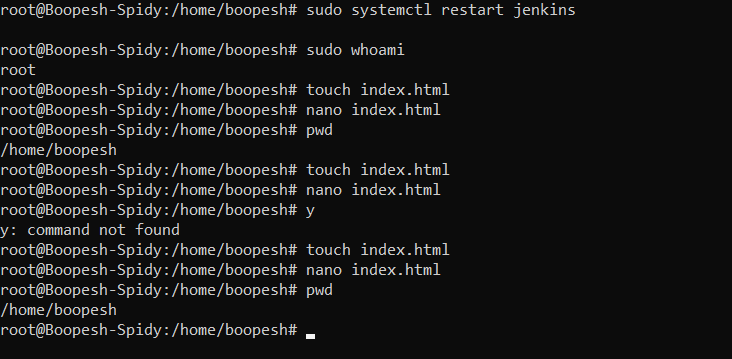 root@Boopesh-Spidy:/home/boopesh# sudo systemctl restart jenkins
root@Boopesh-Spidy:/home/boopesh# sudo whoami
root
root@Boopesh-Spidy:/home/boopesh# touch index.html
root@Boopesh-Spidy:/home/boopesh# nano index.html
root@Boopesh-Spidy:/home/boopesh# pwd
/home/boopesh
root@Boopesh-Spidy:/home/boopesh# touch index.html
root@Boopesh-Spidy:/home/boopesh# nano index.html
root@Boopesh-Spidy:/home/boopesh# y
y: command not found
root@Boopesh-Spidy:/home/boopesh# touch index.html
root@Boopesh-Spidy:/home/boopesh# nano index.html
root@Boopesh-Spidy:/home/boopesh# pwd
/home/boopesh
root@Boopesh-Spidy:/home/boopesh#